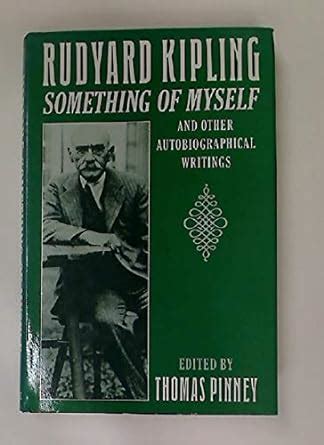 RUDYARD KIPLING
SOMETHING OF MYSELF
AND OTHER
AUTOBIOGRAPHICAL
WRITINGS
EDITED BY
THOMAS PINNEY